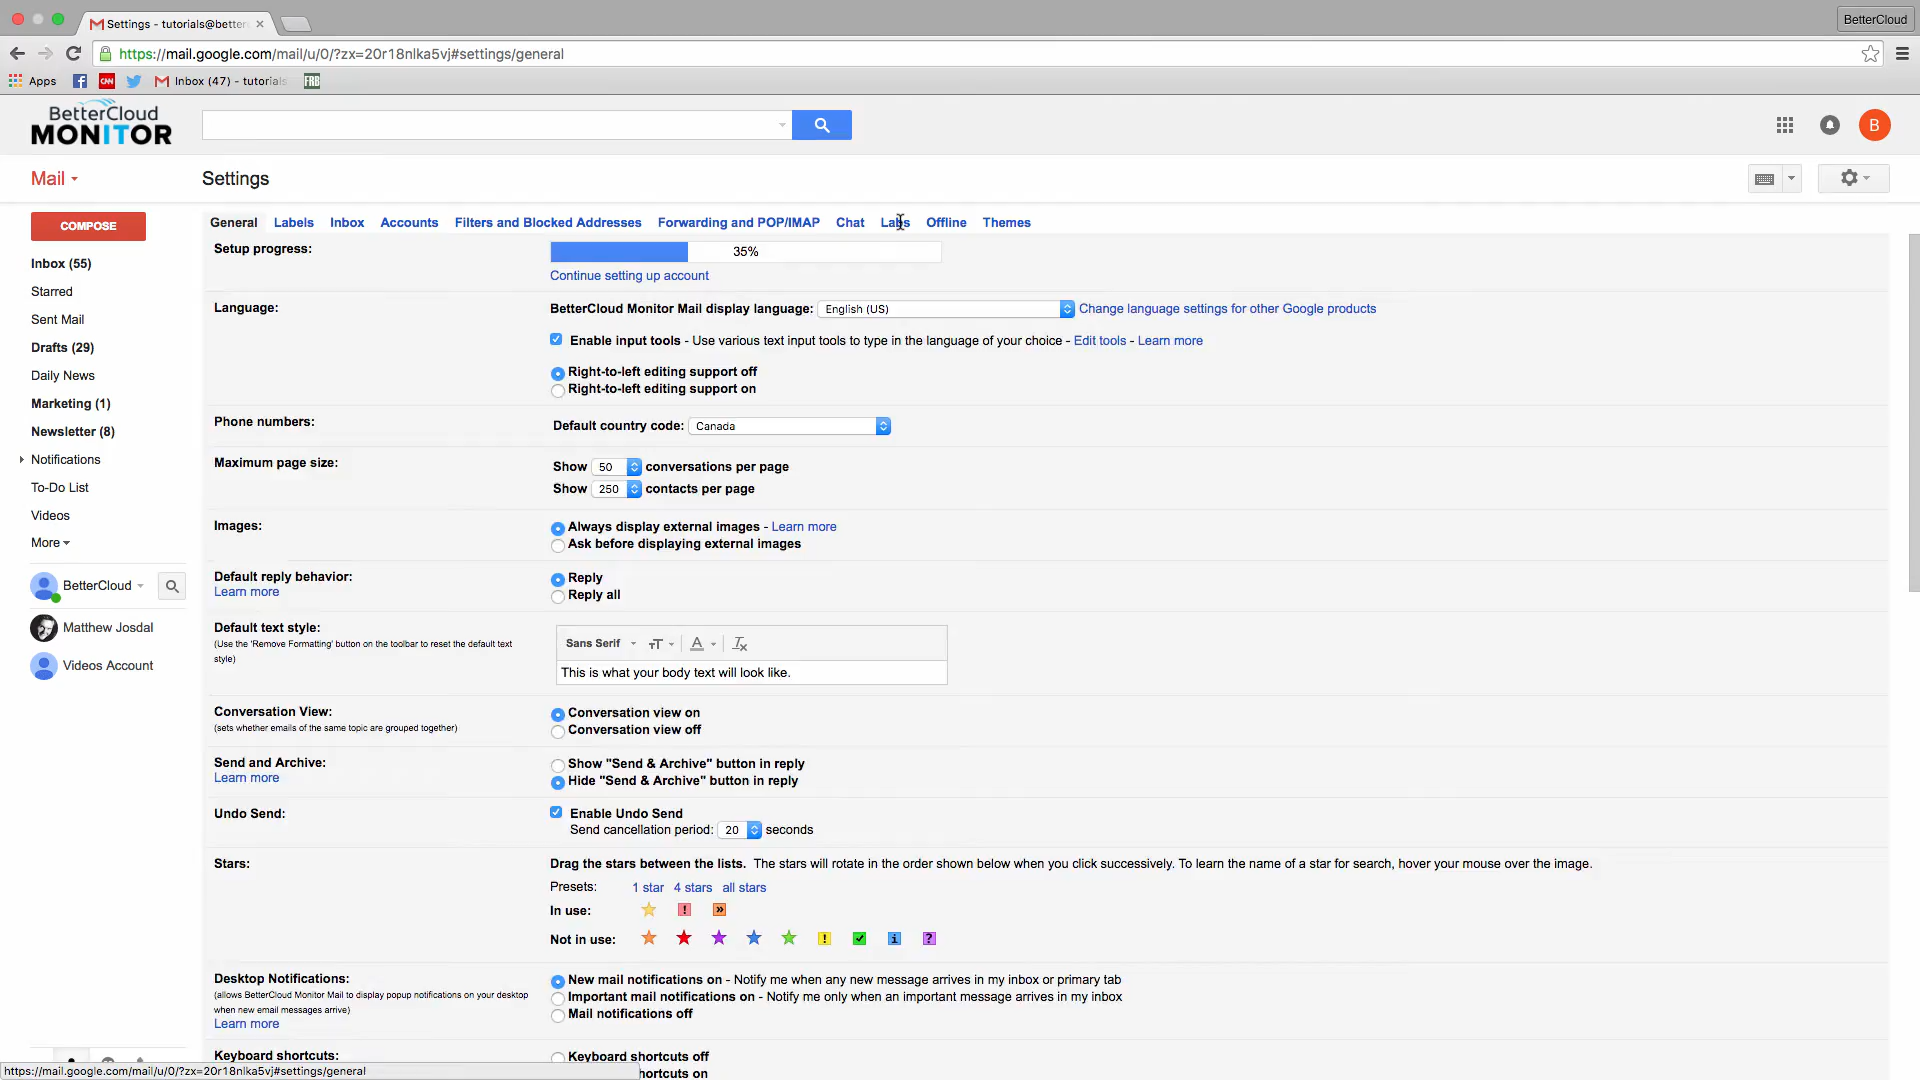 Settings - tutorials@better
BetterCloud
https://mail.google.com/mail/u/0/?zx=20r18nlka5vj#settings/general
Apps
CNN
Inbox (47) - tutorials
FRB
BetterCloud
MONITOR
B
Mail
Settings
COMPOSE
General Labels Inbox Accounts Filters and Blocked Addresses Forwarding and POP/IMAP Chat Labs Offline Themes
Inbox (55)
Starred
Sent Mail
Drafts (29)
Daily News
Marketing (1)
Newsletter (8)
Notifications
To-Do List
Videos
More
BetterCloud
Matthew Josdal
Videos Account
Setup progress:
35%
Continue setting up account
Language:
BetterCloud Monitor Mail display language: English (US) Change language settings for other Google products
Enable input tools - Use various text input tools to type in the language of your choice - Edit tools - Learn more
Right-to-left editing support off
Right-to-left editing support on
Phone numbers:
Default country code: Canada
Maximum page size:
Show 50 conversations per page
Show 250 contacts per page
Images:
Always display external images - Learn more
Ask before displaying external images
Default reply behavior:
Learn more
Reply
Reply all
Default text style:
(Use the 'Remove Formatting' button on the toolbar to reset the default text
style)
Sans Serif
This is what your body text will look like.
Conversation View:
(sets whether emails of the same topic are grouped together)
Conversation view on
Conversation view off
Send and Archive:
Learn more
Show "Send & Archive" button in reply
Hide "Send & Archive" button in reply
Undo Send:
Enable Undo Send
Send cancellation period: 20 seconds
Stars:
Drag the stars between the lists. The stars will rotate in the order shown below when you click successively. To learn the name of a star for search, hover your mouse over the image.
Presets: 1 star 4 stars all stars
In use:
Not in use:
Desktop Notifications:
(allows BetterCloud Monitor Mail to display popup notifications on your desktop
when new email messages arrive)
Learn more
New mail notifications on - Notify me when any new message arrives in my inbox or primary tab
Important mail notifications on - Notify me only when an important message arrives in my inbox
Mail notifications off
Keyboard shortcuts:
Keyboard shortcuts off
hortcuts on
https://mail.google.com/mail/u/0/?zx=20r18nlka5vj#settings/general